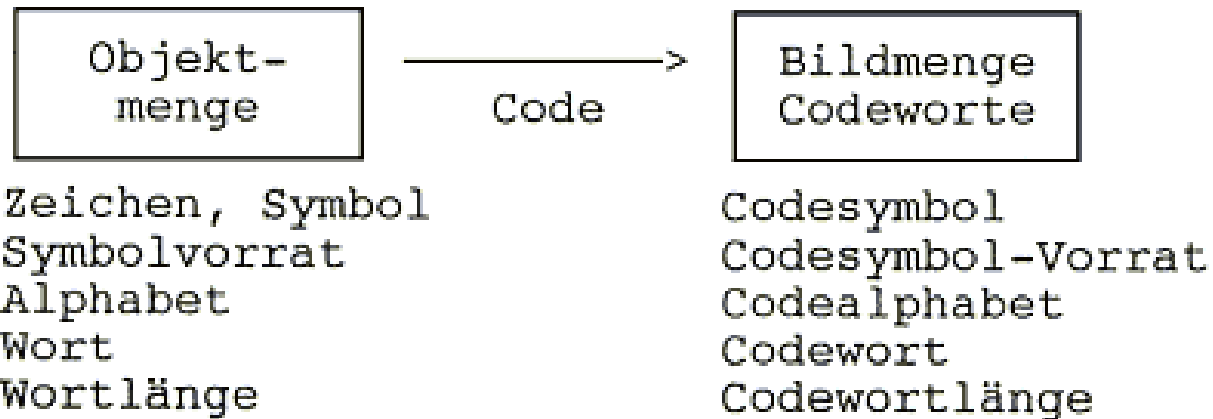 Objekt-
menge
Code
Bildmenge
Codeworte
Zeichen, Symbol
Symbolvorrat
Alphabet
Wort
Wortlänge
Codesymbol
Codesymbol-Vorrat
Codealphabet
Codewort
Codewortlänge